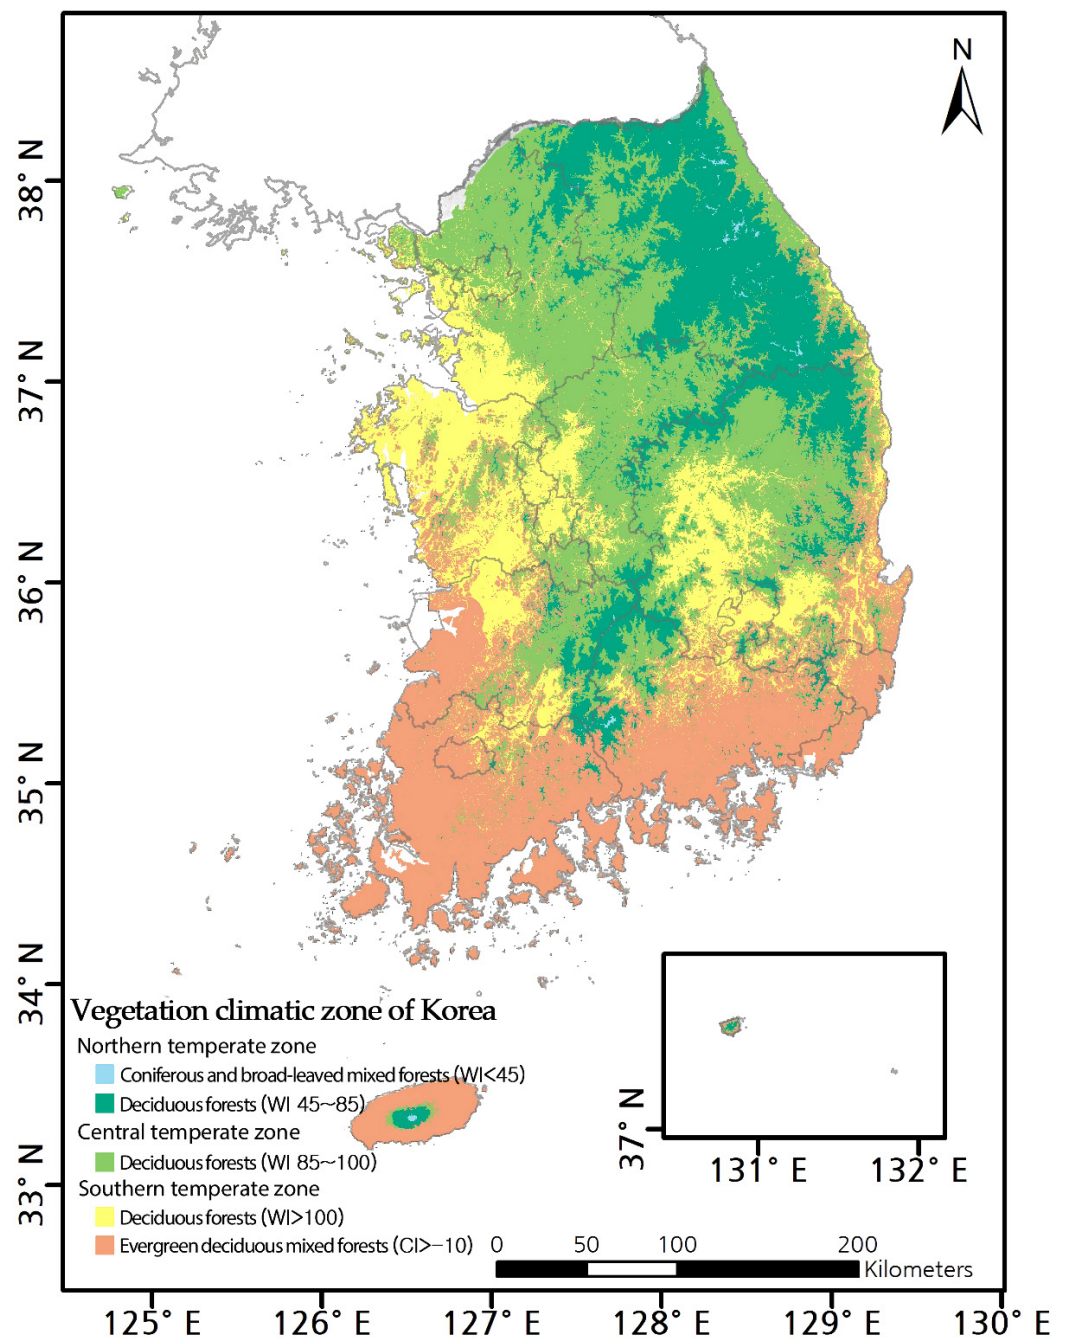 N
38° N
37° N
36° N
35° N
34° N
33° N
Vegetation climatic zone of Korea
Northern temperate zone
Coniferous and broad-leaved mixed forests (WI<45)
Deciduous forests (WI 45~85)
Central temperate zone
Deciduous forests (WI 85~100)
Southern temperate zone
Deciduous forests (WI>100)
Evergreen deciduous mixed forests (CI>-10)
37° N
131° E 132° E
0 50 100 200
Kilometers
125° E 126° E 127° E 128° E 129° E 130° E